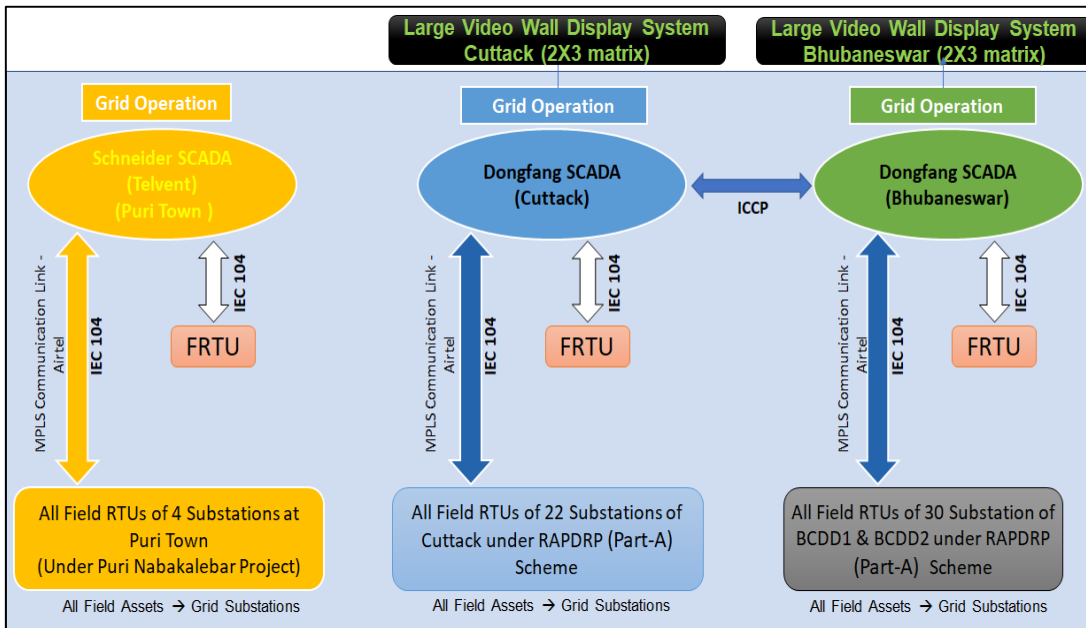 Large Video Wall Display System
Cuttack (2X3 matrix)
Large Video Wall Display System
Bhubaneswar (2X3 matrix)
Grid Operation
Grid Operation
Grid Operation
Schneider SCADA
(Telvent)
(Puri Town )
Dongfang SCADA
(Cuttack)
ICCP
Dongfang SCADA
(Bhubaneswar)
MPLS Communication Link -
Airtel
IEC 104
IEC 104
FRTU
MPLS Communication Link -
Airtel
IEC 104
IEC 104
FRTU
MPLS Communication Link -
Airtel
IEC 104
IEC 104
FRTU
All Field RTUs of 4 Substations at
Puri Town
(Under Puri Nabakalebar Project)
All Field RTUs of 22 Substations of
Cuttack under RAPDRP (Part-A)
Scheme
All Field RTUs of 30 Substation of
BCDD1 & BCDD2 under RAPDRP
(Part-A) Scheme
All Field Assets → Grid Substations
All Field Assets → Grid Substations
All Field Assets → Grid Substations